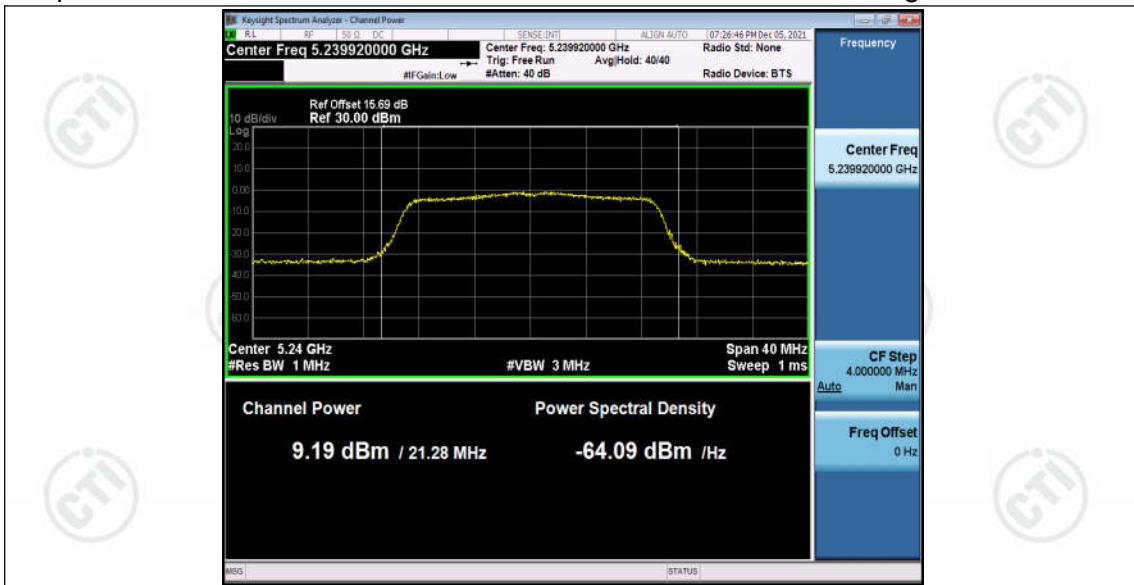 Keysight Spectrum Analyzer - Channel Power
RL RF 50 Ω DC SENSE:INT ALIGN AUTO 07:26:46 PM Dec 05, 2021
Center Freq 5.239920000 GHz
Center Freq: 5.239920000 GHz
Radio Std: None
Trig: Free Run Avg|Hold: 40/40
#IFGain:Low #Atten: 40 dB
Radio Device: BTS
Frequency
Ref Offset 15.69 dB
10 dB/div Ref 30.00 dBm
Log
20.0
10.0
0.00
-10.0
-20.0
-30.0
-40.0
-50.0
-60.0
Center 5.24 GHz
Span 40 MHz
#Res BW 1 MHz
#VBW 3 MHz
Sweep 1 ms
Channel Power
Power Spectral Density
9.19 dBm / 21.28 MHz
-64.09 dBm /Hz
Center Freq
5.239920000 GHz
CF Step
4.000000 MHz
Auto Man
Freq Offset
0 Hz
MSG
STATUS
CTI
CTI
CTI
CTI